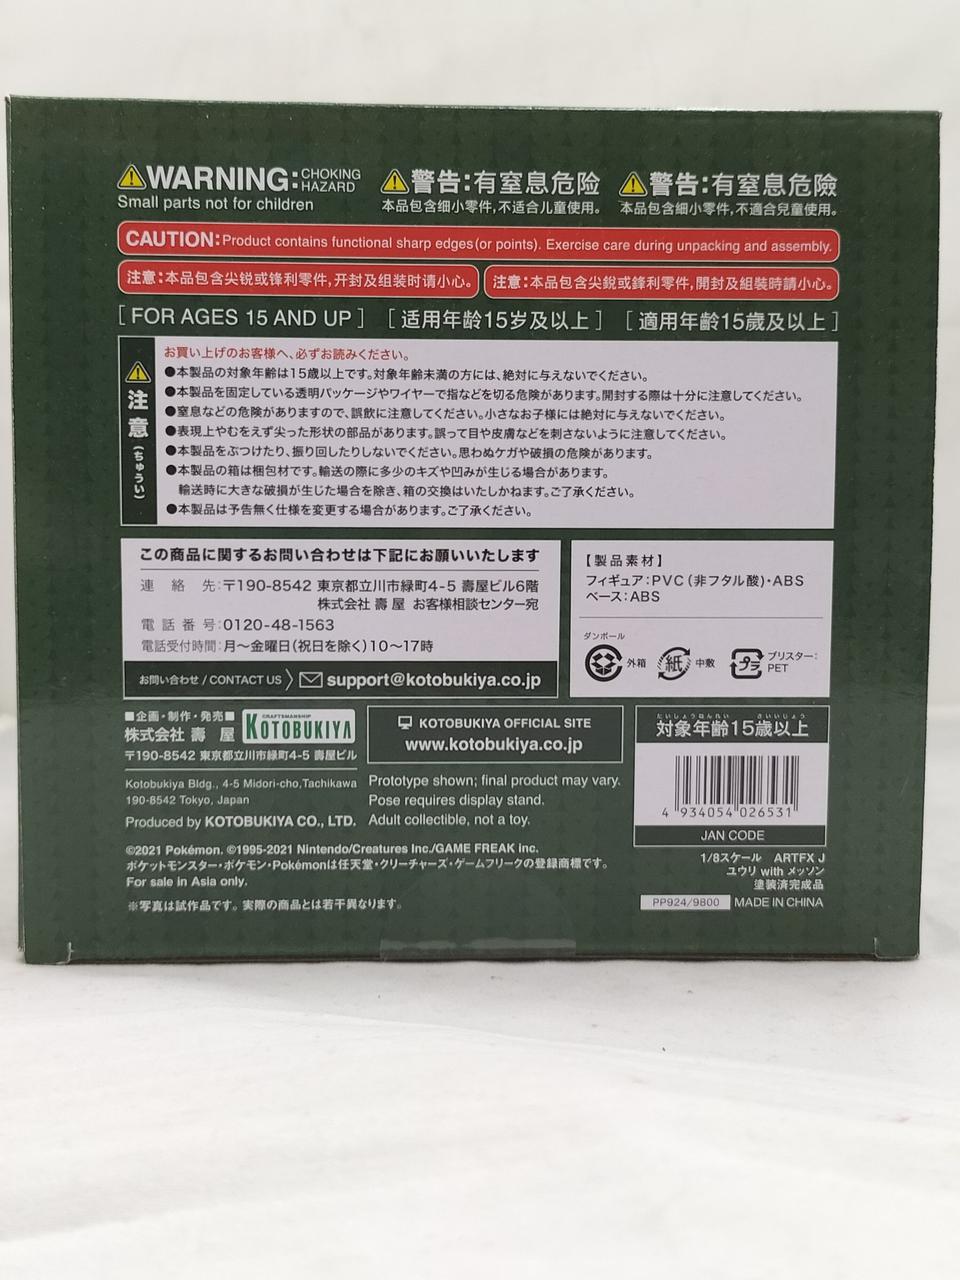 WARNING: CHOKING HAZARD
Small parts not for children
警告:有窒息危险
本品包含细小零件,不适合儿童使用。
警告:有窒息危險
本品包含細小零件,不適合兒童使用。
CAUTION:Product contains functional sharp edges(or points). Exercise care during unpacking and assembly.
注意:本品包含尖锐或锋利零件,开封及组装时请小心。
注意:本品包含尖銳或鋒利零件,開封及組裝時請小心。
[FOR AGES 15 AND UP] [适用年龄15岁及以上] [適用年齡15歲及以上]
注意(ちゅうい)
お買い上げのお客様へ、必ずお読みください。
●本製品の対象年齢は15歳以上です。対象年齢未満の方には、絶対に与えないでください。
●本製品を固定している透明パッケージやワイヤーで指などを切る危険があります。開封する際は十分に注意してください。
●窒息などの危険がありますので、誤飲に注意してください。小さなお子様には絶対に与えないでください。
●表現上やむをえず尖った形状の部品があります。誤って目や皮膚などを刺さないように注意してください。
●本製品をぶつけたり、振り回したりしないでください。思わぬケガや破損の危険があります。
●本製品の箱は梱包材です。輸送の際に多少のキズや凹みが生じる場合があります。
輸送時に大きな破損が生じた場合を除き、箱の交換はいたしかねます。ご了承ください。
●本製品は予告無く仕様を変更する場合があります。ご了承ください。
この商品に関するお問い合わせは下記にお願いいたします
連絡先:〒190-8542 東京都立川市緑町4-5 壽屋ビル6階
株式会社 壽屋 お客様相談センター宛
電話番号:0120-48-1563
電話受付時間:月〜金曜日(祝日を除く)10〜17時
お問い合わせ / CONTACT US support@kotobukiya.co.jp
【製品素材】
フィギュア:PVC(非フタル酸)・ABS
ベース:ABS
ダンボール
外箱
紙 中敷
プラ ブリスター:
PET
■企画・制作・発売■
株式会社 壽屋
CRAFTSMANSHIP
KOTOBUKIYA
〒190-8542 東京都立川市緑町4-5 壽屋ビル
Kotobukiya Bldg., 4-5 Midori-cho,Tachikawa
190-8542 Tokyo, Japan
Produced by KOTOBUKIYA CO., LTD.
KOTOBUKIYA OFFICIAL SITE
www.kotobukiya.co.jp
Prototype shown; final product may vary.
Pose requires display stand.
Adult collectible, not a toy.
たいしょうねんれい さいいじょう
対象年齢15歳以上
4 934054 026531
JAN CODE
©2021 Pokémon. ©1995-2021 Nintendo/Creatures Inc./GAME FREAK inc.
ポケットモンスター・ポケモン・Pokémonは任天堂・クリーチャーズ・ゲームフリークの登録商標です。
For sale in Asia only.
※写真は試作品です。実際の商品とは若干異なります。
1/8スケール ARTFX J
ユウリ with メッソン
塗装済完成品
PP924/9800 MADE IN CHINA